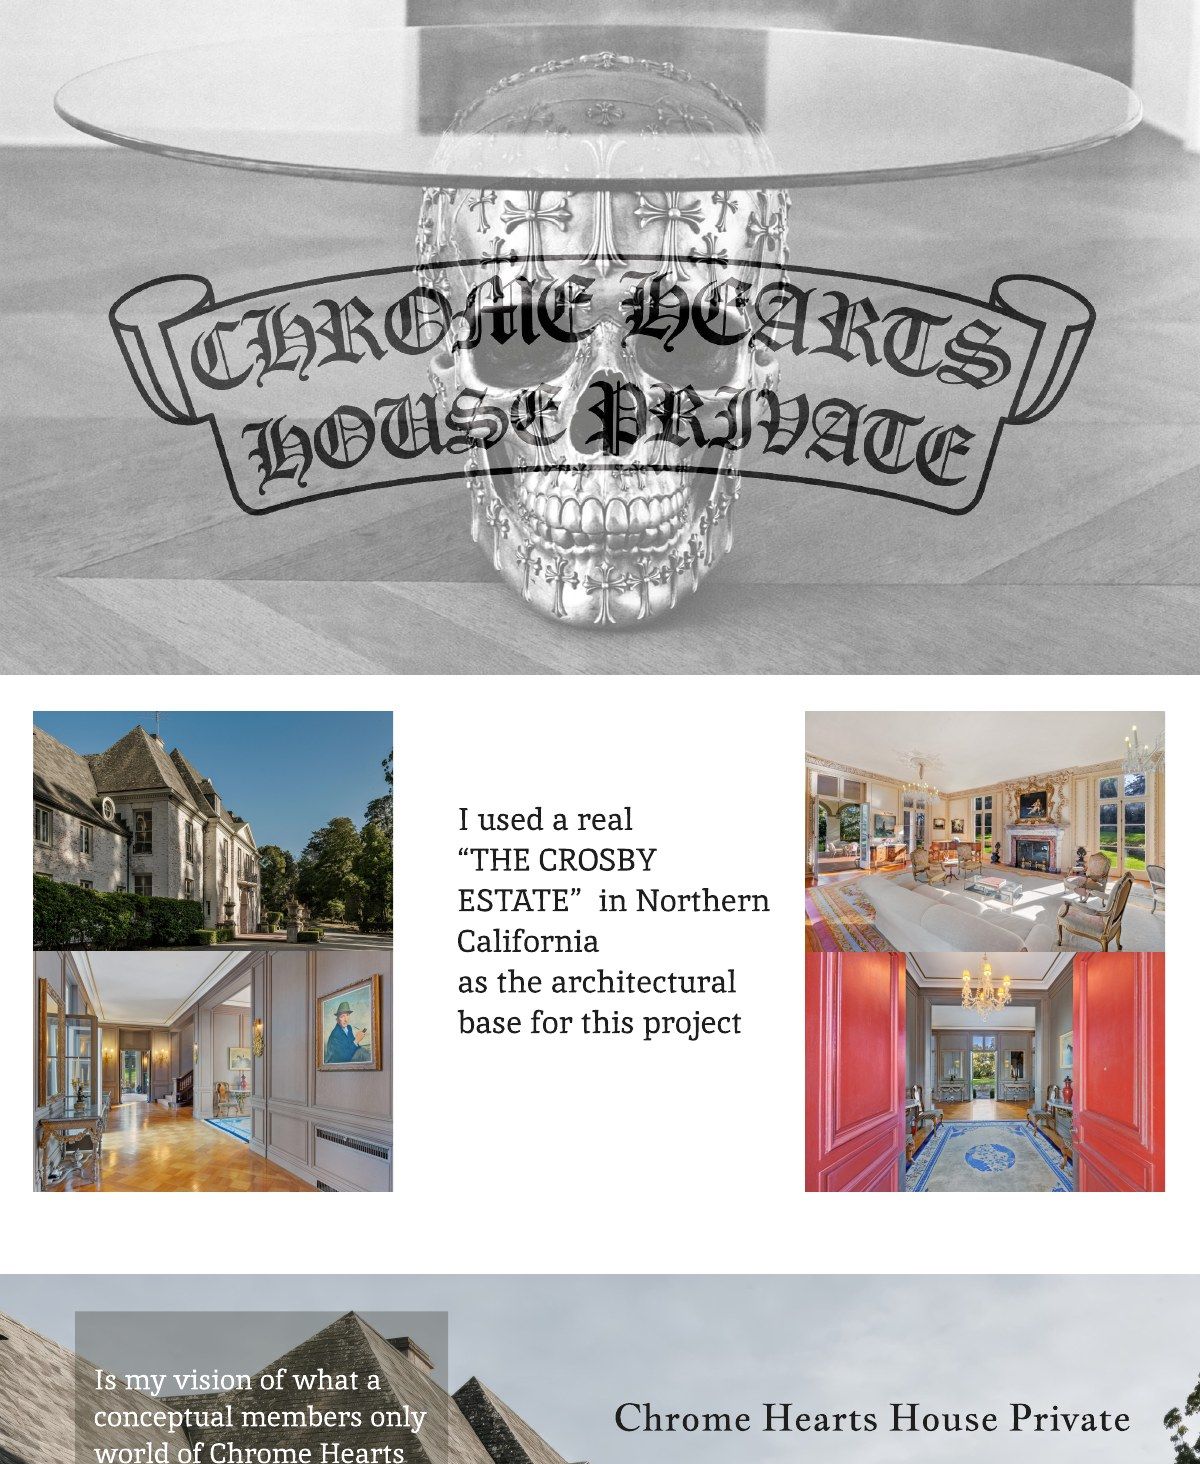 CHROME HEARTS
HOUSE PRIVATE
I used a real
“THE CROSBY
ESTATE” in Northern
California
as the architectural
base for this project
Is my vision of what a
conceptual members only
world of Chrome Hearts
Chrome Hearts House Private